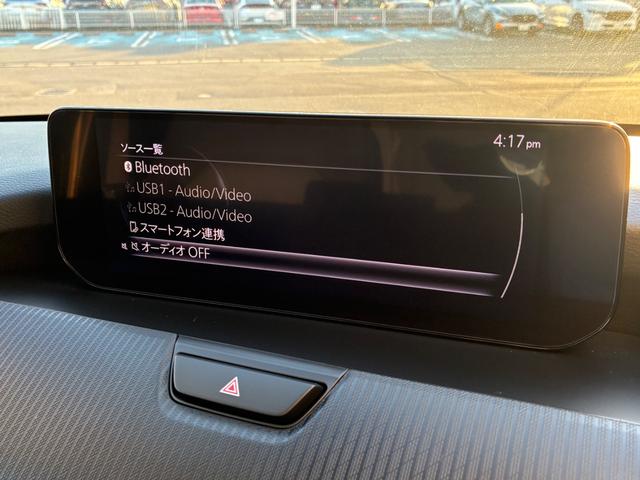 4:17 pm
ソース一覧
Bluetooth
USB1 - Audio/Video
USB2 - Audio/Video
スマートフォン連携
オーディオ OFF